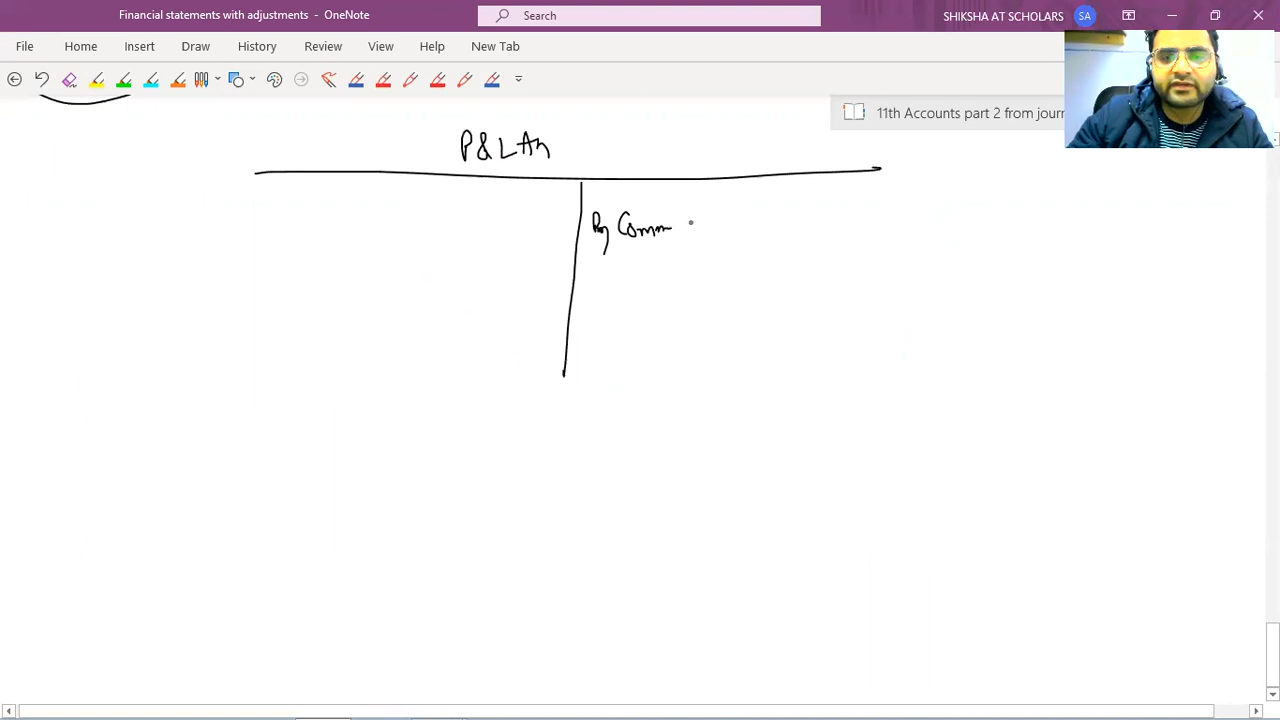 Financial statements with adjustments - OneNote
Search
SHIKSHA AT SCHOLARS SA
File Home Insert Draw History Review View Help New Tab
11th Accounts part 2 from jour
P&L A/c
By Comm